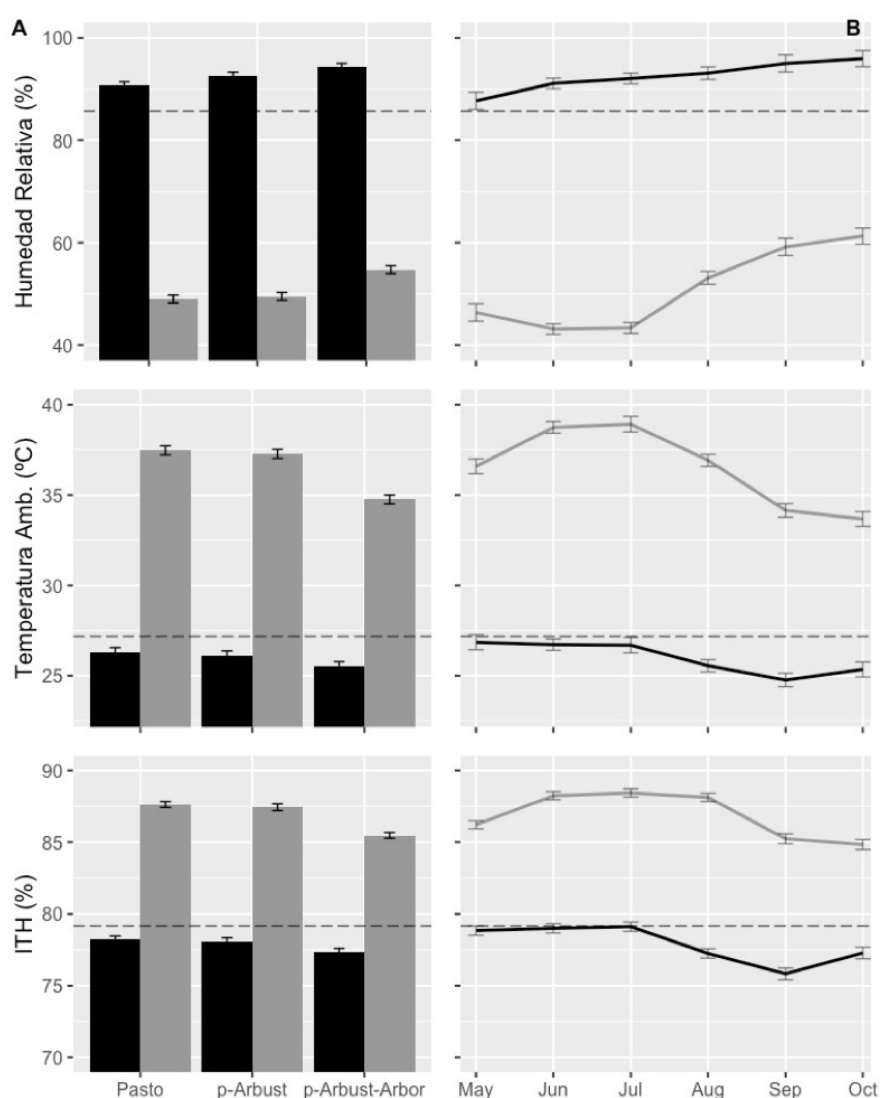 A
B
Humedad Relativa (%)
100
80
60
40
Temperatura Amb. (ºC)
40
35
25
ITH (%)
90
85
80
75
70
Pasto p-Arbust p-Arbust-Arbor
May Jun Jul Aug Sep Oct